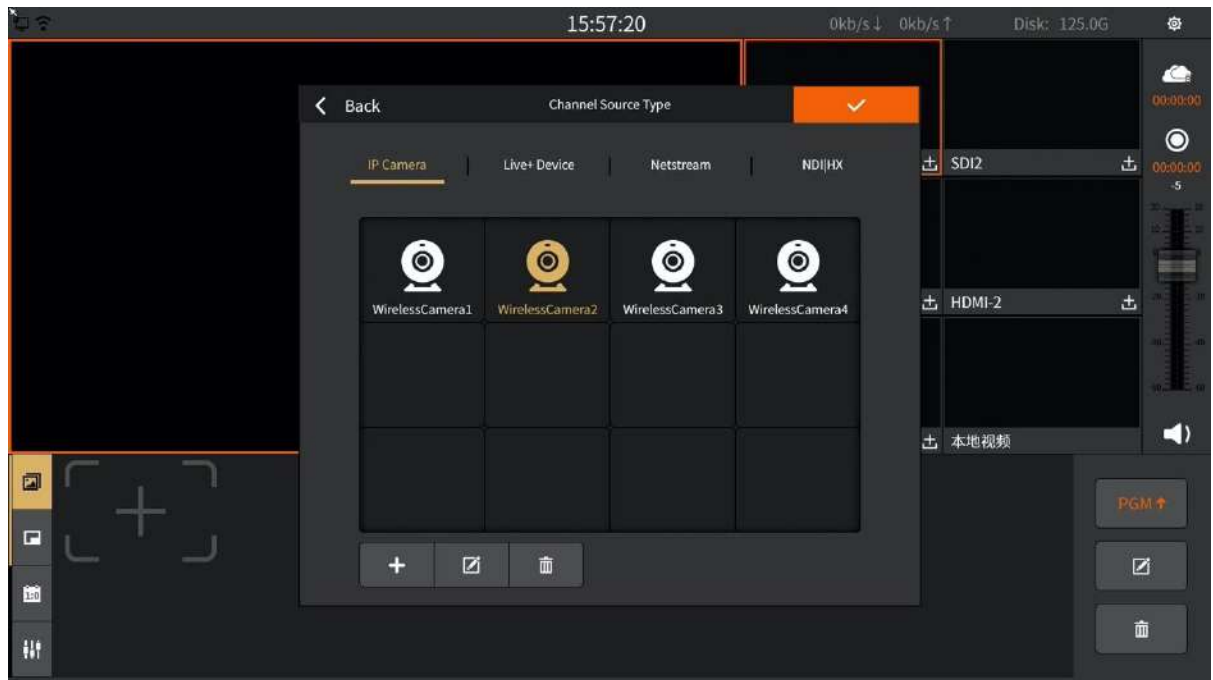 15:57:20
0kb/s↓ 0kb/s↑
Disk: 125.0G
Back
Channel Source Type
00:00:00
IP Camera
Live+ Device
Netstream
NDI|HX
SDI2
00:00:00
-5
WirelessCamera1
WirelessCamera2
WirelessCamera3
WirelessCamera4
HDMI-2
本地视频
PGM
1:0